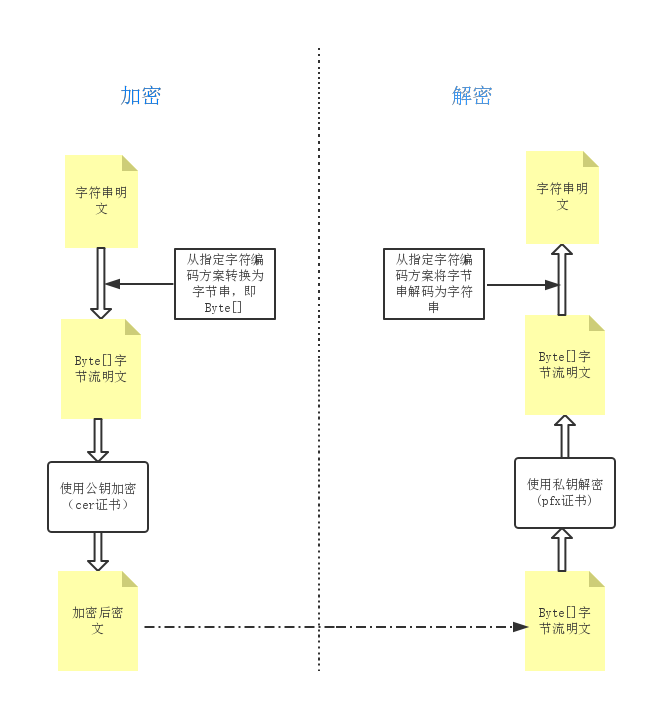 加密
解密
字符串明
文
从指定字符编
码方案转换为
字节串，即
Byte[]
Byte[]字
节流明文
使用公钥加密
（cer证书）
加密后密
文
字符串明
文
从指定字符编
码方案将字节
串解码为字符
串
Byte[]字
节流明文
使用私钥解密
(pfx证书)
Byte[]字
节流明文